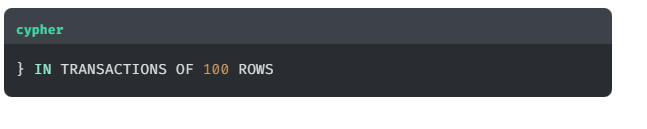 cypher
} IN TRANSACTIONS OF 100 ROWS